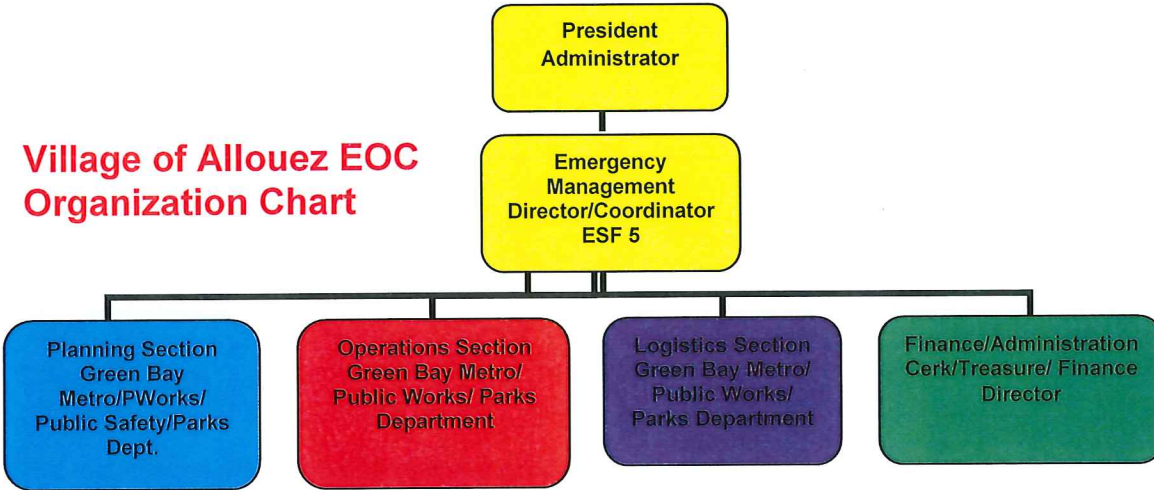 President
Administrator
Village of Allouez EOC
Organization Chart
Emergency
Management
Director/Coordinator
ESF 5
Planning Section
Green Bay
Metro/PWorks/
Public Safety/Parks
Dept.
Operations Section
Green Bay Metro/
Public Works/ Parks
Department
Logistics Section
Green Bay Metro/
Public Works/
Parks Department
Finance/Administration
Cerk/Treasure/ Finance
Director